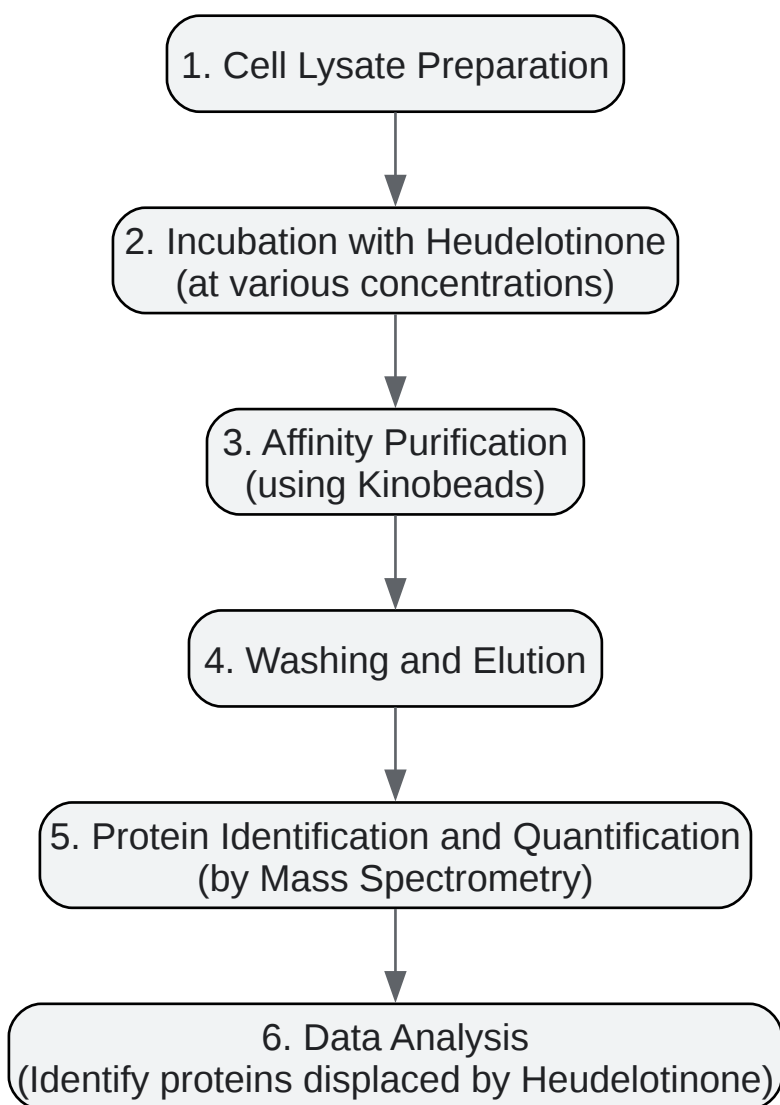 1. Cell Lysate Preparation
2. Incubation with Heudelotinone
(at various concentrations)
3. Affinity Purification
(using Kinobeads)
4. Washing and Elution
5. Protein Identification and Quantification
(by Mass Spectrometry)
6. Data Analysis
(Identify proteins displaced by Heudelotinone)